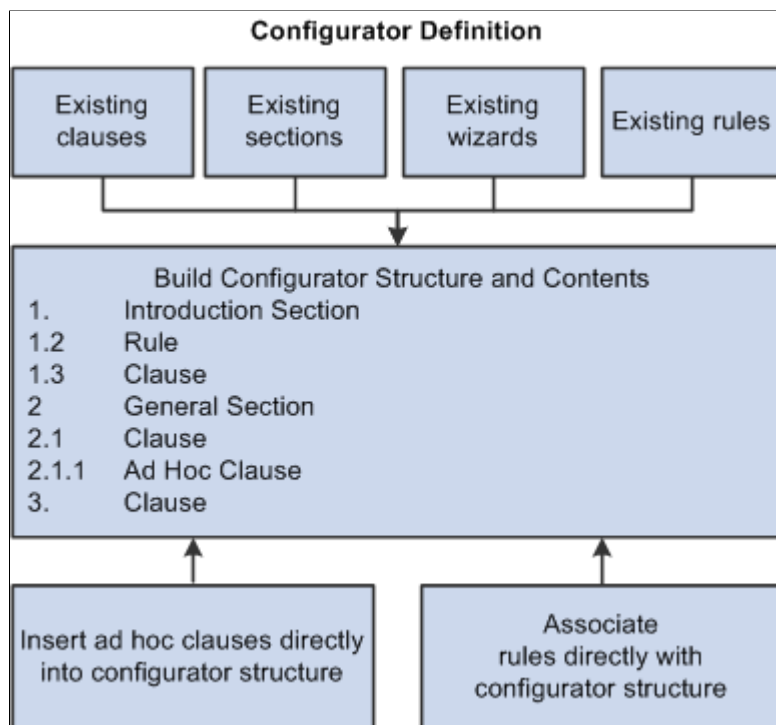 Configurator Definition
Existing
clauses
Existing
sections
Existing
wizards
Existing rules
Build Configurator Structure and Contents
1. Introduction Section
1.2 Rule
1.3 Clause
2 General Section
2.1 Clause
2.1.1 Ad Hoc Clause
3. Clause
Insert ad hoc clauses directly
into configurator structure
Associate
rules directly with
configurator structure